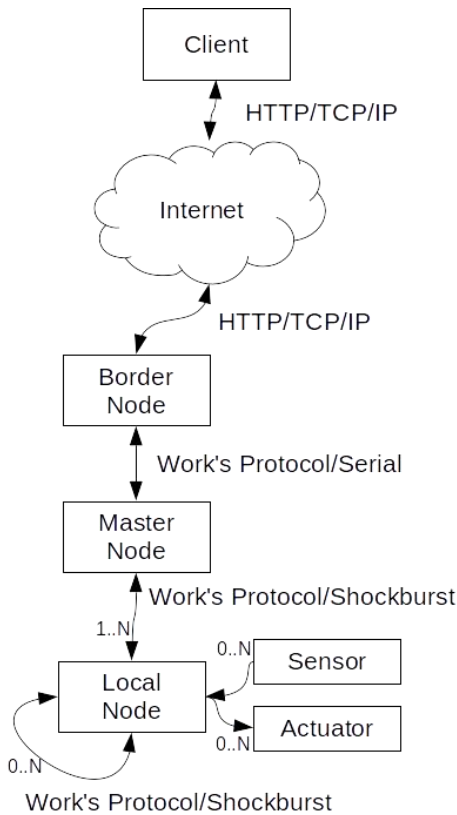 Client
HTTP/TCP/IP
Internet
HTTP/TCP/IP
Border
Node
Work's Protocol/Serial
Master
Node
Work's Protocol/Shockburst
1..N
0..N
Sensor
Local
Node
Actuator
0..N
0..N
Work's Protocol/Shockburst